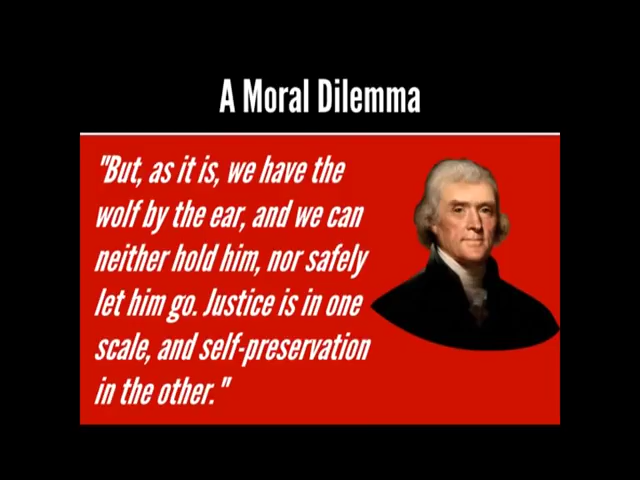 A Moral Dilemma
"But, as it is, we have the
wolf by the ear, and we can
neither hold him, nor safely
let him go. Justice is in one
scale, and self-preservation
in the other."